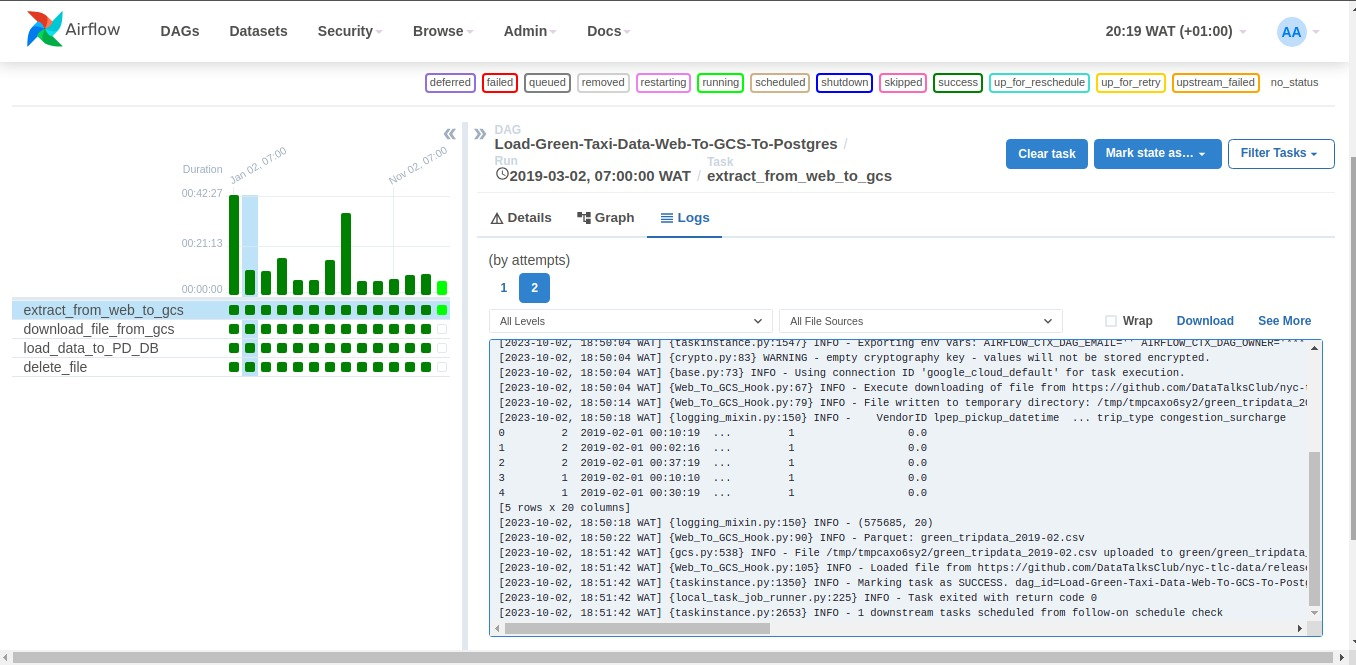 Airflow DAGs Datasets Security Browse Admin Docs 20:19 WAT (+01:00) AA
deferred failed queued removed restarting running scheduled shutdown skipped success up_for_reschedule up_for_retry upstream_failed no_status
Duration
Jan 02, 07:00
Nov 02, 07:00
00:42:27
00:21:13
00:00:00
extract_from_web_to_gcs
download_file_from_gcs
load_data_to_PD_DB
delete_file
DAG
Load-Green-Taxi-Data-Web-To-GCS-To-Postgres /
Run Task
2019-03-02, 07:00:00 WAT / extract_from_web_to_gcs
Clear task Mark state as... Filter Tasks
Details Graph Logs
(by attempts)
1 2
All Levels All File Sources Wrap Download See More
[2023-10-02, 18:50:04 WAT] {taskinstance.py:1547} INFO - Exporting env vars: AIRFLOW_CTX_DAG_EMAIL='' AIRFLOW_CTX_DAG_OWNER='***
[2023-10-02, 18:50:04 WAT] {crypto.py:83} WARNING - empty cryptography key - values will not be stored encrypted.
[2023-10-02, 18:50:04 WAT] {base.py:73} INFO - Using connection ID 'google_cloud_default' for task execution.
[2023-10-02, 18:50:04 WAT] {Web_To_GCS_Hook.py:67} INFO - Execute downloading of file from https://github.com/DataTalksClub/nyc-
[2023-10-02, 18:50:14 WAT] {Web_To_GCS_Hook.py:79} INFO - File written to temporary directory: /tmp/tmpcaxo6sy2/green_tripdata_20
[2023-10-02, 18:50:18 WAT] {logging_mixin.py:150} INFO - VendorID lpep_pickup_datetime ... trip_type congestion_surcharge
0 2 2019-02-01 00:10:19 ... 1 0.0
1 2 2019-02-01 00:02:16 ... 1 0.0
2 2 2019-02-01 00:37:19 ... 1 0.0
3 1 2019-02-01 00:10:10 ... 1 0.0
4 1 2019-02-01 00:30:19 ... 1 0.0
[5 rows x 20 columns]
[2023-10-02, 18:50:18 WAT] {logging_mixin.py:150} INFO - (575685, 20)
[2023-10-02, 18:50:22 WAT] {Web_To_GCS_Hook.py:90} INFO - Parquet: green_tripdata_2019-02.csv
[2023-10-02, 18:51:42 WAT] {gcs.py:538} INFO - File /tmp/tmpcaxo6sy2/green_tripdata_2019-02.csv uploaded to green/green_tripdata_
[2023-10-02, 18:51:42 WAT] {Web_To_GCS_Hook.py:105} INFO - Loaded file from https://github.com/DataTalksClub/nyc-tlc-data/release
[2023-10-02, 18:51:42 WAT] {taskinstance.py:1350} INFO - Marking task as SUCCESS. dag_id=Load-Green-Taxi-Data-Web-To-GCS-To-Postg
[2023-10-02, 18:51:42 WAT] {local_task_job_runner.py:225} INFO - Task exited with return code 0
[2023-10-02, 18:51:42 WAT] {taskinstance.py:2653} INFO - 1 downstream tasks scheduled from follow-on schedule check